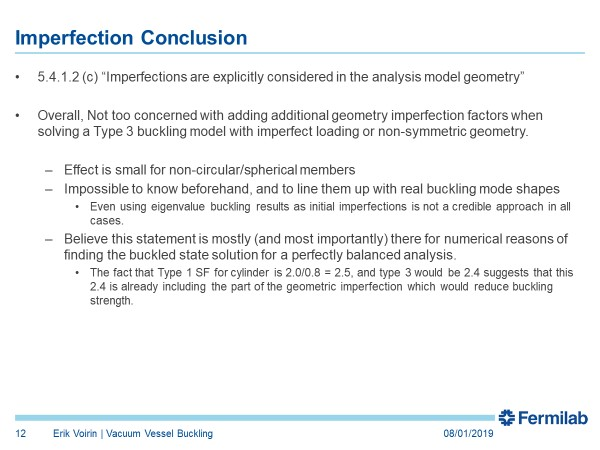 Imperfection Conclusion
• 5.4.1.2 (c) “Imperfections are explicitly considered in the analysis model geometry”
• Overall, Not too concerned with adding additional geometry imperfection factors when
solving a Type 3 buckling model with imperfect loading or non-symmetric geometry.
– Effect is small for non-circular/spherical members
– Impossible to know beforehand, and to line them up with real buckling mode shapes
• Even using eigenvalue buckling results as initial imperfections is not a credible approach in all
cases.
– Believe this statement is mostly (and most importantly) there for numerical reasons of
finding the buckled state solution for a perfectly balanced analysis.
• The fact that Type 1 SF for cylinder is 2.0/0.8 = 2.5, and type 3 would be 2.4 suggests that this
2.4 is already including the part of the geometric imperfection which would reduce buckling
strength.
Fermilab
12 Erik Voirin | Vacuum Vessel Buckling 08/01/2019